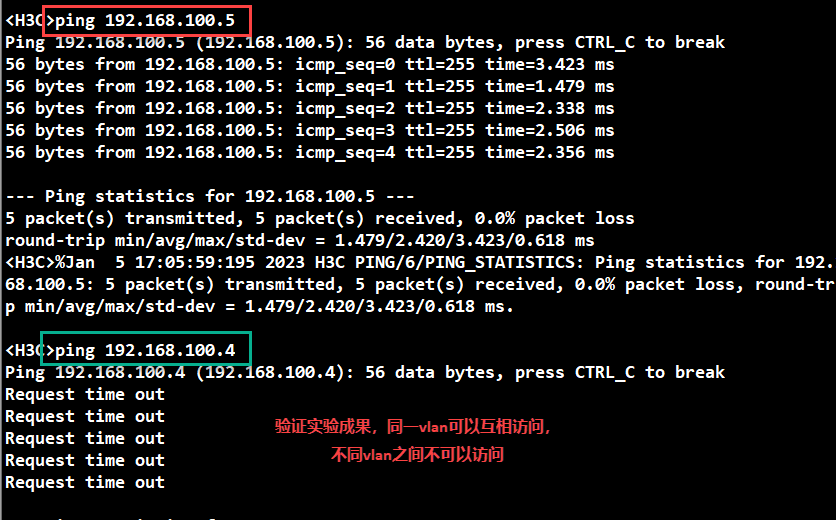 <H3C>ping 192.168.100.5
Ping 192.168.100.5 (192.168.100.5): 56 data bytes, press CTRL_C to break
56 bytes from 192.168.100.5: icmp_seq=0 ttl=255 time=3.423 ms
56 bytes from 192.168.100.5: icmp_seq=1 ttl=255 time=1.479 ms
56 bytes from 192.168.100.5: icmp_seq=2 ttl=255 time=2.338 ms
56 bytes from 192.168.100.5: icmp_seq=3 ttl=255 time=2.506 ms
56 bytes from 192.168.100.5: icmp_seq=4 ttl=255 time=2.356 ms
--- Ping statistics for 192.168.100.5 ---
5 packet(s) transmitted, 5 packet(s) received, 0.0% packet loss
round-trip min/avg/max/std-dev = 1.479/2.420/3.423/0.618 ms
<H3C>%Jan  5 17:05:59:195 2023 H3C PING/6/PING_STATISTICS: Ping statistics for 192.
68.100.5: 5 packet(s) transmitted, 5 packet(s) received, 0.0% packet loss, round-tr
p min/avg/max/std-dev = 1.479/2.420/3.423/0.618 ms.
<H3C>ping 192.168.100.4
Ping 192.168.100.4 (192.168.100.4): 56 data bytes, press CTRL_C to break
Request time out
Request time out
Request time out
Request time out
Request time out
验证实验成果，同一vlan可以互相访问，
不同vlan之间不可以访问